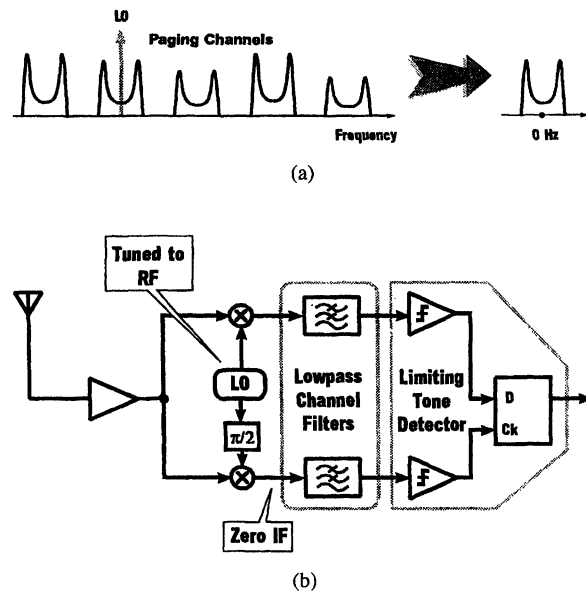 LO
Paging Channels
Frequency
0 Hz
(a)
Tuned to
RF
LO
π/2
Lowpass
Channel
Filters
Limiting
Tone
Detector
D
Ck
Zero IF
(b)